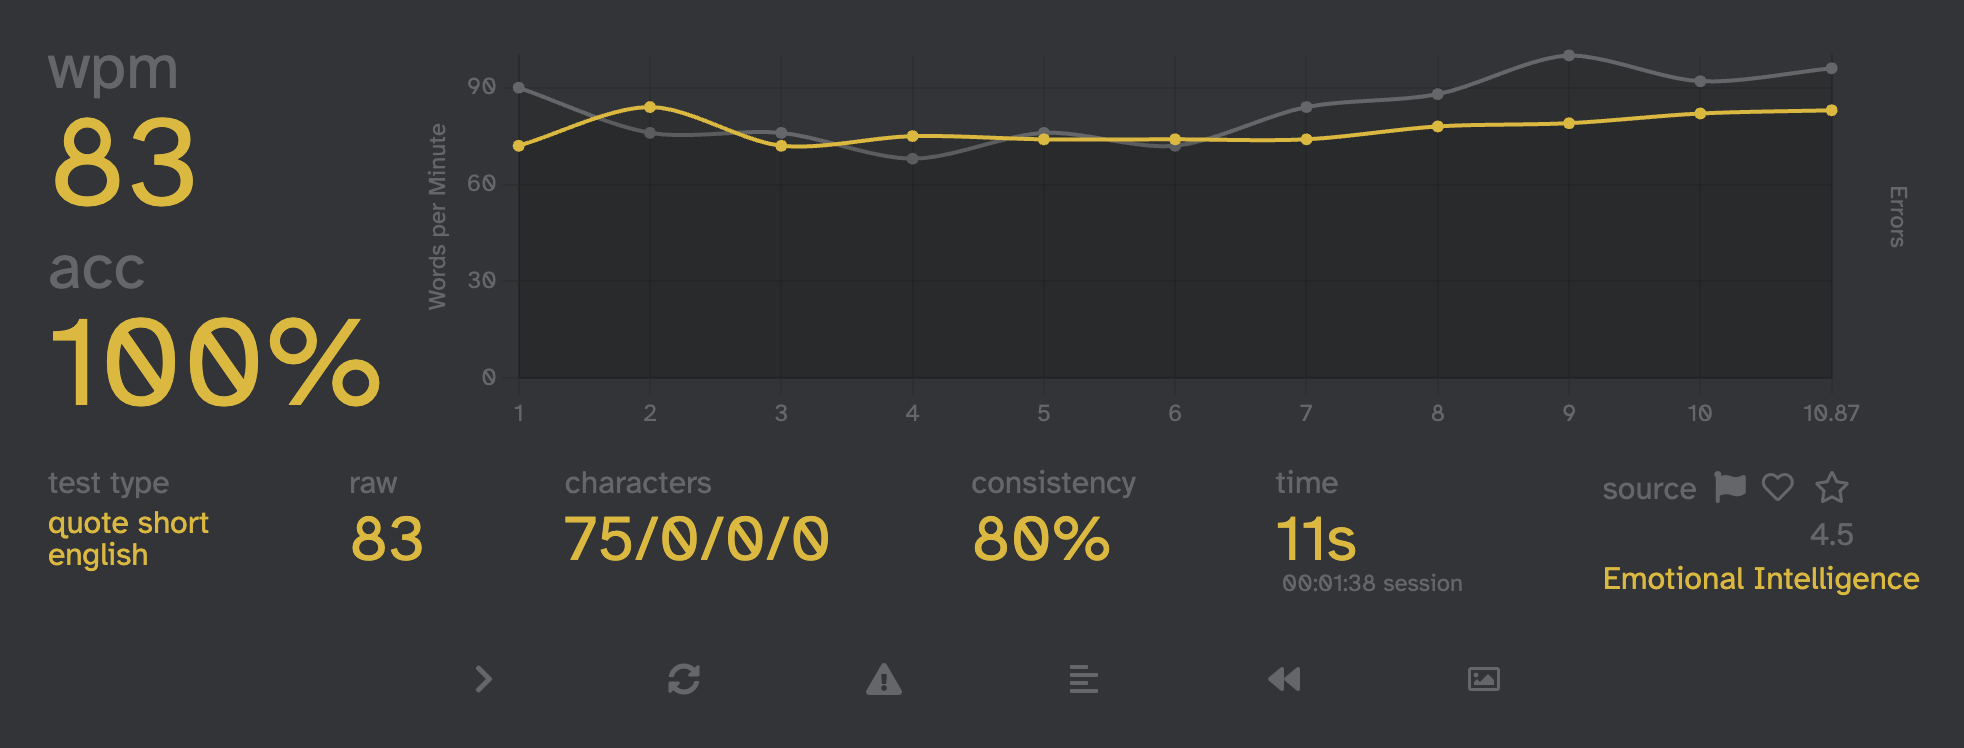 wpm
83
acc
100%
Words per Minute
90
60
30
0
1 2 3 4 5 6 7 8 9 10 10.87
Errors
test type
quote short
english
raw
83
characters
75/0/0/0
consistency
80%
time
11s
00:01:38 session
source
4.5
Emotional Intelligence